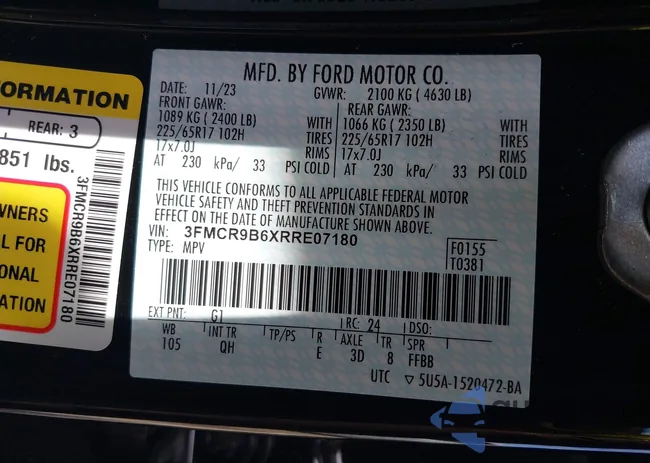 FORMATION
REAR: 3
851 lbs.
WNERS
L FOR
ONAL
ATION
3FMCR9B6XRRE07180
MFD. BY FORD MOTOR CO.
DATE: 11/23 GVWR: 2100 KG ( 4630 LB)
FRONT GAWR: REAR GAWR:
1089 KG ( 2400 LB) WITH 1066 KG ( 2350 LB) WITH
225/65R17 102H TIRES 225/65R17 102H TIRES
17x7.0J RIMS 17x7.0J RIMS
AT 230 kPa/ 33 PSI COLD AT 230 kPa/ 33 PSI COLD
THIS VEHICLE CONFORMS TO ALL APPLICABLE FEDERAL MOTOR
VEHICLE SAFETY AND THEFT PREVENTION STANDARDS IN
EFFECT ON THE DATE OF MANUFACTURE SHOWN ABOVE.
VIN: 3FMCR9B6XRRE07180
TYPE: MPV
F0155
T0381
EXT PNT: G1 RC: 24 DSO:
WB INT TR TP/PS R AXLE TR SPR
105 QH E 3D 8 FFBB
UTC ▽ 5U5A-1520472-BA